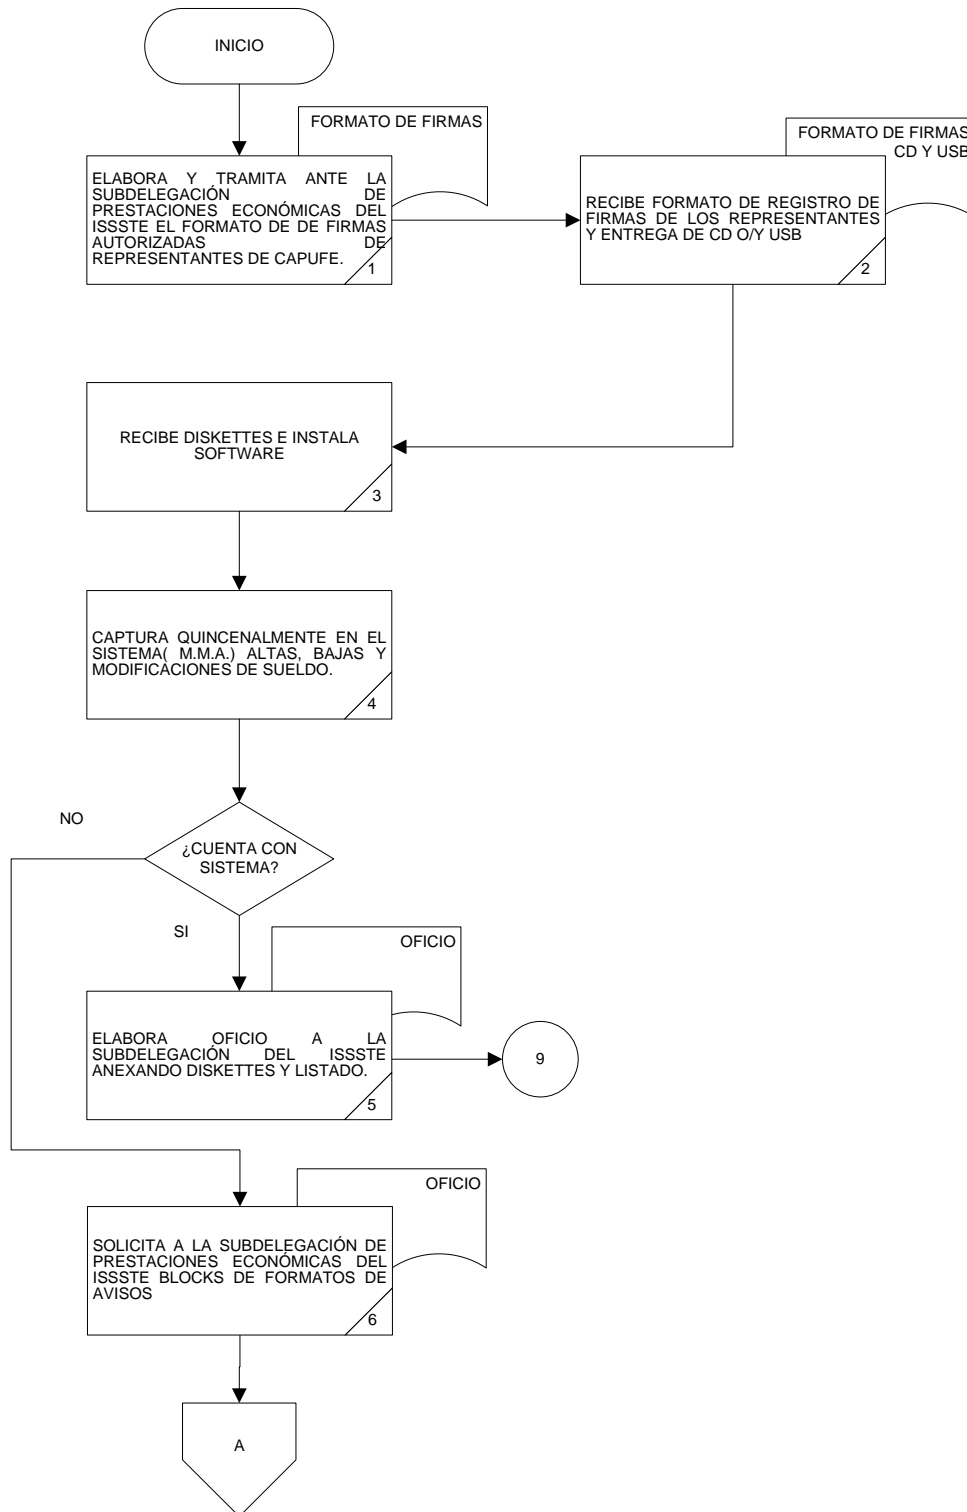 INICIO
FORMATO DE FIRMAS
ELABORA Y TRAMITA ANTE LA
SUBDELEGACIÓN DE
PRESTACIONES ECONÓMICAS DEL
ISSSTE EL FORMATO DE DE FIRMAS
AUTORIZADAS DE
REPRESENTANTES DE CAPUFE.
1
FORMATO DE FIRMAS
CD Y USB
RECIBE FORMATO DE REGISTRO DE
FIRMAS DE LOS REPRESENTANTES
Y ENTREGA DE CD O/Y USB
2
RECIBE DISKETTES E INSTALA
SOFTWARE
3
CAPTURA QUINCENALMENTE EN EL
SISTEMA( M.M.A.) ALTAS, BAJAS Y
MODIFICACIONES DE SUELDO.
4
NO
¿CUENTA CON
SISTEMA?
SI
OFICIO
ELABORA OFICIO A LA
SUBDELEGACIÓN DEL ISSSTE
ANEXANDO DISKETTES Y LISTADO.
5
9
OFICIO
SOLICITA A LA SUBDELEGACIÓN DE
PRESTACIONES ECONÓMICAS DEL
ISSSTE BLOCKS DE FORMATOS DE
AVISOS
6
A